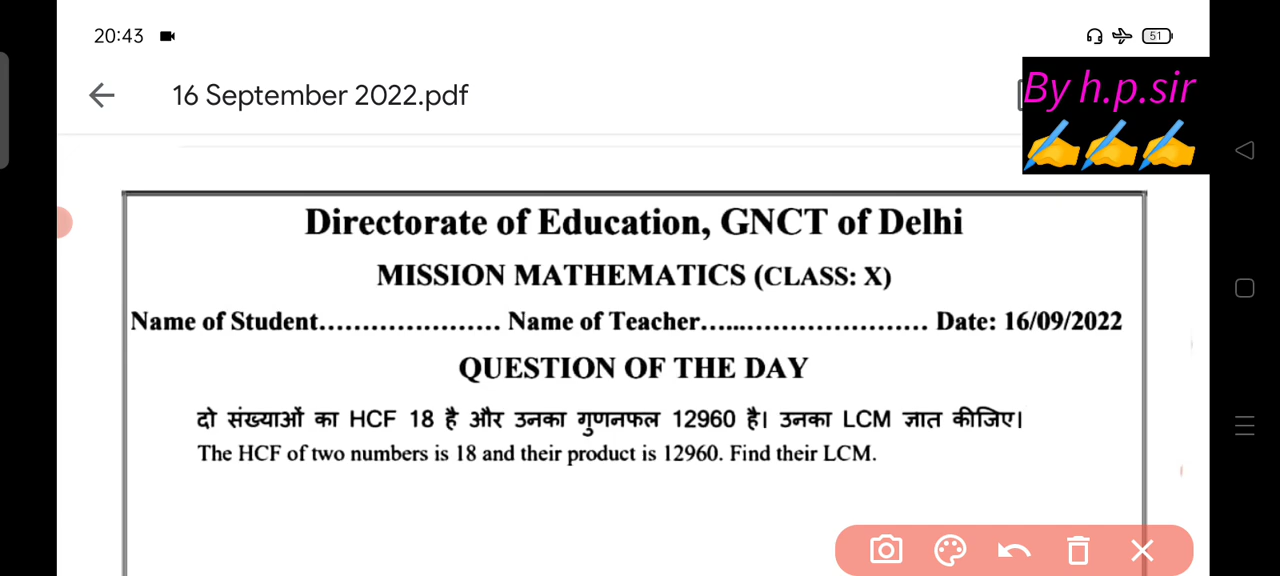 20:43
51
16 September 2022.pdf
By h.p.sir
Directorate of Education, GNCT of Delhi
MISSION MATHEMATICS (CLASS: X)
Name of Student..................... Name of Teacher........................... Date: 16/09/2022
QUESTION OF THE DAY
दो संख्याओं का HCF 18 है और उनका गुणनफल 12960 है। उनका LCM ज्ञात कीजिए।
The HCF of two numbers is 18 and their product is 12960. Find their LCM.